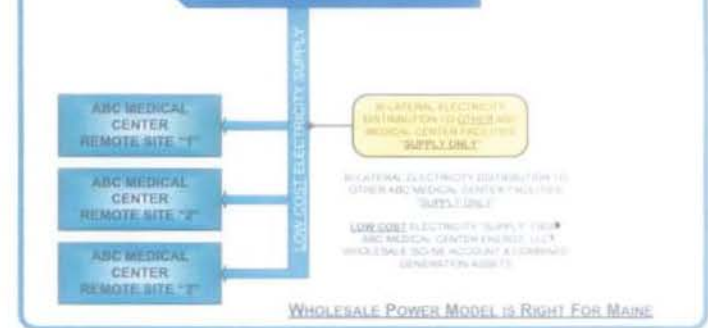 LOW COST ELECTRICITY SUPPLY
ABC MEDICAL
CENTER
REMOTE SITE "1"
ABC MEDICAL
CENTER
REMOTE SITE "2"
ABC MEDICAL
CENTER
REMOTE SITE "3"
BI-LATERAL ELECTRICITY
DISTRIBUTION TO OTHER ABC
MEDICAL CENTER FACILITIES
"SUPPLY ONLY"
BI-LATERAL ELECTRICITY DISTRIBUTION TO
OTHER ABC MEDICAL CENTER FACILITIES
"SUPPLY ONLY"
LOW COST ELECTRICITY SUPPLY
ABC MEDICAL CENTER ENERGY, LLC
WHOLESALE ISO-NE ACCOUNT &
GENERATION ASSETS
WHOLESALE POWER MODEL IS RIGHT FOR MAINE